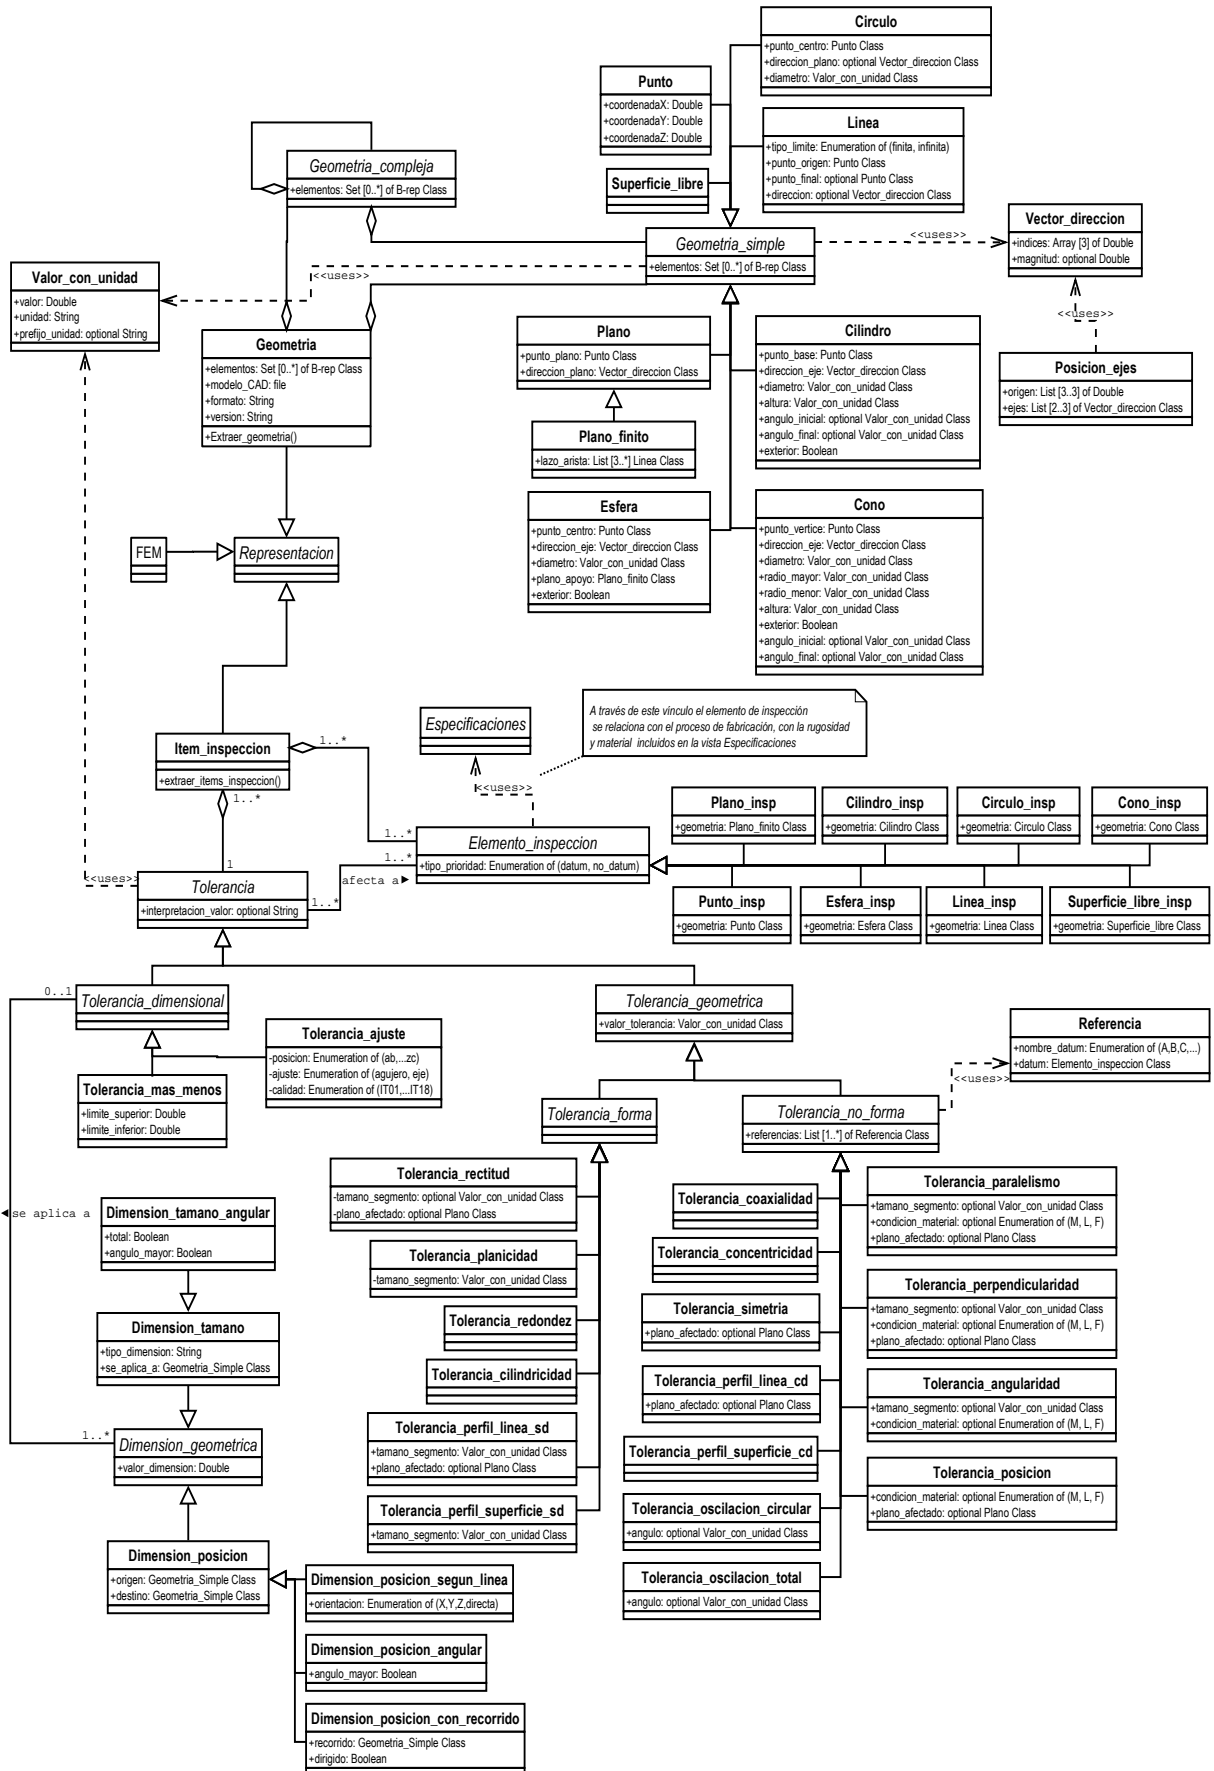 Circulo
+punto_centro: Punto Class
+direccion_plano: optional Vector_direccion Class
+diametro: Valor_con_unidad Class
Punto
+coordenadaX: Double
+coordenadaY: Double
+coordenadaZ: Double
Linea
+tipo_limite: Enumeration of (finita, infinita)
+punto_origen: Punto Class
+punto_final: optional Punto Class
+direccion: optional Vector_direccion Class
Geometria_compleja
+elementos: Set [0..*] of B-rep Class
Superficie_libre
Vector_direccion
+indices: Array [3] of Double
+magnitud: optional Double
<<uses>>
Geometria_simple
+elementos: Set [0..*] of B-rep Class
<<uses>>
Valor_con_unidad
+valor: Double
+unidad: String
+prefijo_unidad: optional String
<<uses>>
Geometria
+elementos: Set [0..*] of B-rep Class
+modelo_CAD: file
+formato: String
+version: String
+Extraer_geometria()
Plano
+punto_plano: Punto Class
+direccion_plano: Vector_direccion Class
Cilindro
+punto_base: Punto Class
+direccion_eje: Vector_direccion Class
+diametro: Valor_con_unidad Class
+altura: Valor_con_unidad Class
+angulo_inicial: optional Valor_con_unidad Class
+angulo_final: optional Valor_con_unidad Class
+exterior: Boolean
Posicion_ejes
+origen: List [3..3] of Double
+ejes: List [2..3] of Vector_direccion Class
Plano_finito
+lazo_arista: List [3..*] Linea Class
Esfera
+punto_centro: Punto Class
+direccion_eje: Vector_direccion Class
+diametro: Valor_con_unidad Class
+plano_apoyo: Plano_finito Class
+exterior: Boolean
Cono
+punto_vertice: Punto Class
+direccion_eje: Vector_direccion Class
+diametro: Valor_con_unidad Class
+radio_mayor: Valor_con_unidad Class
+radio_menor: Valor_con_unidad Class
+altura: Valor_con_unidad Class
+exterior: Boolean
+angulo_inicial: optional Valor_con_unidad Class
+angulo_final: optional Valor_con_unidad Class
FEM
Representacion
A través de este vínculo el elemento de inspección
se relaciona con el proceso de fabricación, con la rugosidad
y material incluidos en la vista Especificaciones
Especificaciones
<<uses>>
Item_inspeccion
+extraer_items_inspeccion()
1..*
1..*
1..*
1..*
1
1..*
afecta a
<<uses>>
Elemento_inspeccion
+tipo_prioridad: Enumeration of (datum, no_datum)
Plano_insp
+geometria: Plano_finito Class
Cilindro_insp
+geometria: Cilindro Class
Circulo_insp
+geometria: Circulo Class
Cono_insp
+geometria: Cono Class
Punto_insp
+geometria: Punto Class
Esfera_insp
+geometria: Esfera Class
Linea_insp
+geometria: Linea Class
Superficie_libre_insp
+geometria: Superficie_libre Class
Tolerancia
+interpretacion_valor: optional String
0..1
Tolerancia_dimensional
Tolerancia_geometrica
+valor_tolerancia: Valor_con_unidad Class
Tolerancia_ajuste
-posicion: Enumeration of (ab,...zc)
-ajuste: Enumeration of (agujero, eje)
-calidad: Enumeration of (IT01,...IT18)
Referencia
+nombre_datum: Enumeration of (A,B,C,...)
+datum: Elemento_inspeccion Class
<<uses>>
Tolerancia_mas_menos
+limite_superior: Double
+limite_inferior: Double
Tolerancia_forma
Tolerancia_no_forma
+referencias: List [1..*] of Referencia Class
Tolerancia_rectitud
-tamano_segmento: optional Valor_con_unidad Class
-plano_afectado: optional Plano Class
Tolerancia_planicidad
-tamano_segmento: Valor_con_unidad Class
Tolerancia_redondez
Tolerancia_cilindricidad
Tolerancia_perfil_linea_sd
+tamano_segmento: Valor_con_unidad Class
+plano_afectado: optional Plano Class
Tolerancia_perfil_superficie_sd
+tamano_segmento: Valor_con_unidad Class
Tolerancia_coaxialidad
Tolerancia_concentricidad
Tolerancia_simetria
+plano_afectado: optional Plano Class
Tolerancia_perfil_linea_cd
+plano_afectado: optional Plano Class
Tolerancia_perfil_superficie_cd
Tolerancia_oscilacion_circular
+angulo: optional Valor_con_unidad Class
Tolerancia_oscilacion_total
+angulo: optional Valor_con_unidad Class
Tolerancia_paralelismo
+tamano_segmento: optional Valor_con_unidad Class
+condicion_material: optional Enumeration of (M, L, F)
+plano_afectado: optional Plano Class
Tolerancia_perpendicularidad
+tamano_segmento: optional Valor_con_unidad Class
+condicion_material: optional Enumeration of (M, L, F)
+plano_afectado: optional Plano Class
Tolerancia_angularidad
+tamano_segmento: optional Valor_con_unidad Class
+condicion_material: optional Enumeration of (M, L, F)
Tolerancia_posicion
+condicion_material: optional Enumeration of (M, L, F)
+plano_afectado: optional Plano Class
se aplica a
Dimension_tamano_angular
+total: Boolean
+angulo_mayor: Boolean
Dimension_tamano
+tipo_dimension: String
+se_aplica_a: Geometria_Simple Class
1..*
Dimension_geometrica
+valor_dimension: Double
Dimension_posicion
+origen: Geometria_Simple Class
+destino: Geometria_Simple Class
Dimension_posicion_segun_linea
+orientacion: Enumeration of (X,Y,Z,directa)
Dimension_posicion_angular
+angulo_mayor: Boolean
Dimension_posicion_con_recorrido
+recorrido: Geometria_Simple Class
+dirigido: Boolean